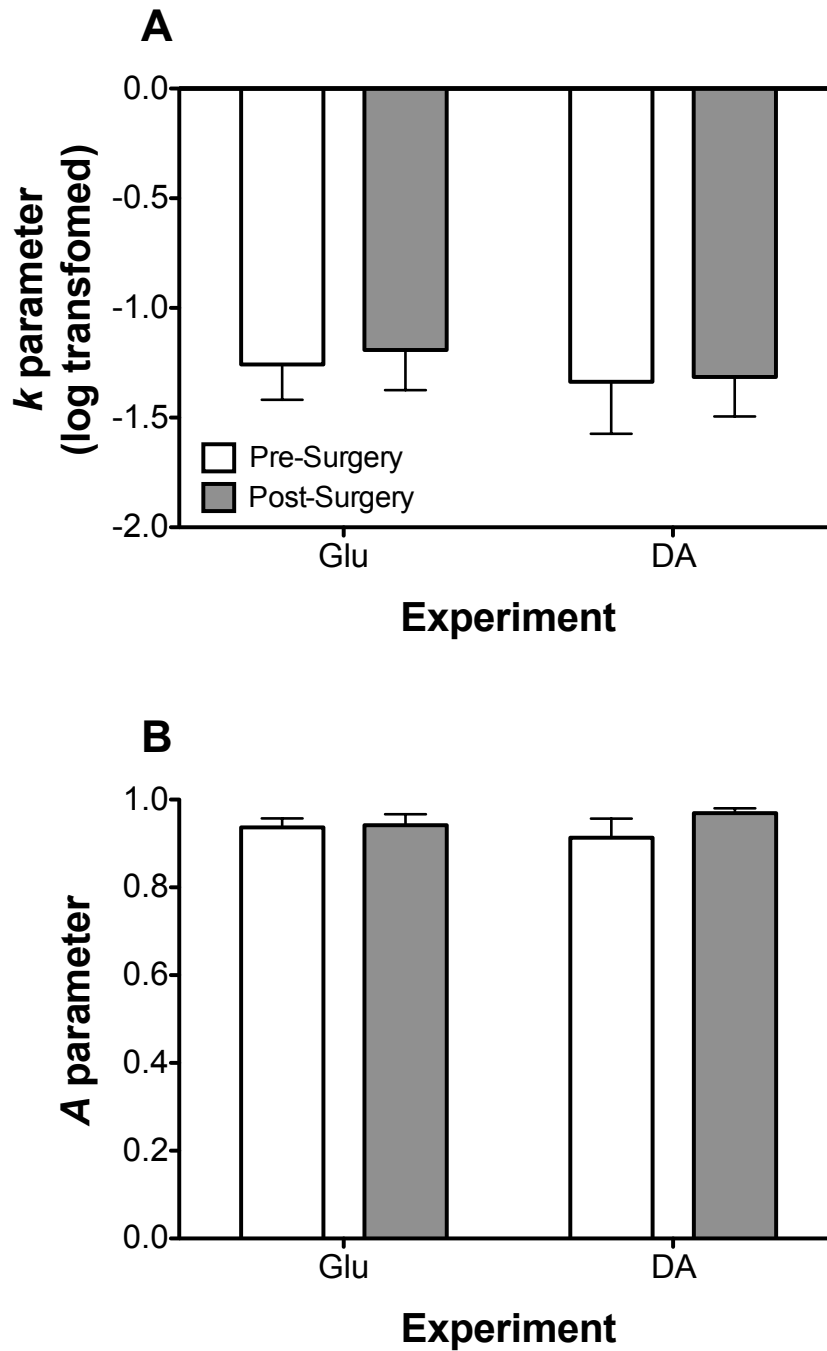 A
k parameter
(log transfomed)
0.0
-0.5
-1.0
-1.5
-2.0
Pre-Surgery
Post-Surgery
Glu
DA
Experiment
B
A parameter
1.0
0.8
0.6
0.4
0.2
0.0
Glu
DA
Experiment